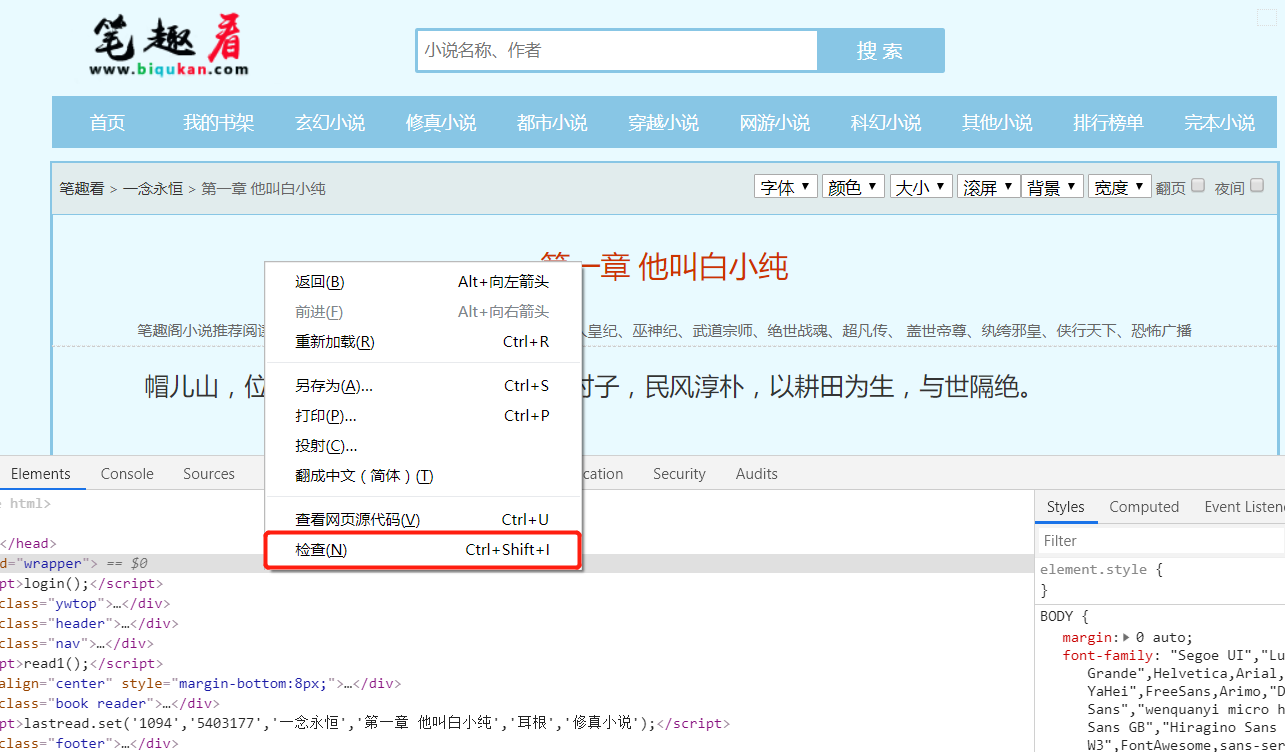 笔趣看
www.biqukan.com
小说名称、作者
搜 索
首页 我的书架 玄幻小说 修真小说 都市小说 穿越小说 网游小说 科幻小说 其他小说 排行榜单 完本小说
笔趣看 > 一念永恒 > 第一章 他叫白小纯
字体▼ 颜色▼ 大小▼ 滚屏▼ 背景▼ 宽度▼ 翻页 夜间
第一章 他叫白小纯
笔趣阁小说推荐阅读
人皇纪、巫神纪、武道宗师、绝世战魂、超凡传、 盖世帝尊、纨绔邪皇、侠行天下、恐怖广播
帽儿山，位
村子，民风淳朴，以耕田为生，与世隔绝。
返回(B) Alt+向左箭头
前进(F) Alt+向右箭头
重新加载(R) Ctrl+R
另存为(A)... Ctrl+S
打印(P)... Ctrl+P
投射(C)...
翻成中文（简体）(T)
查看网页源代码(V) Ctrl+U
检查(N) Ctrl+Shift+I
Elements Console Sources cation Security Audits
html>
</head>
d="wrapper"> == $0
pt>login();</script>
class="ywtop">…</div>
class="header">…</div>
class="nav">…</div>
pt>read1();</script>
align="center" style="margin-bottom:8px;">…</div>
class="book reader">…</div>
pt>lastread.set('1094','5403177','一念永恒','第一章 他叫白小纯','耳根','修真小说');</script>
class="footer">…</div>
Styles Computed Event Listene
Filter
element.style {
}
BODY {
margin:▶ 0 auto;
font-family: "Segoe UI","Lu
Grande",Helvetica,Arial,
YaHei",FreeSans,Arimo,"D
Sans","wenquanyi micro h
Sans GB","Hiragino Sans
W3",FontAwesome,sans-ser